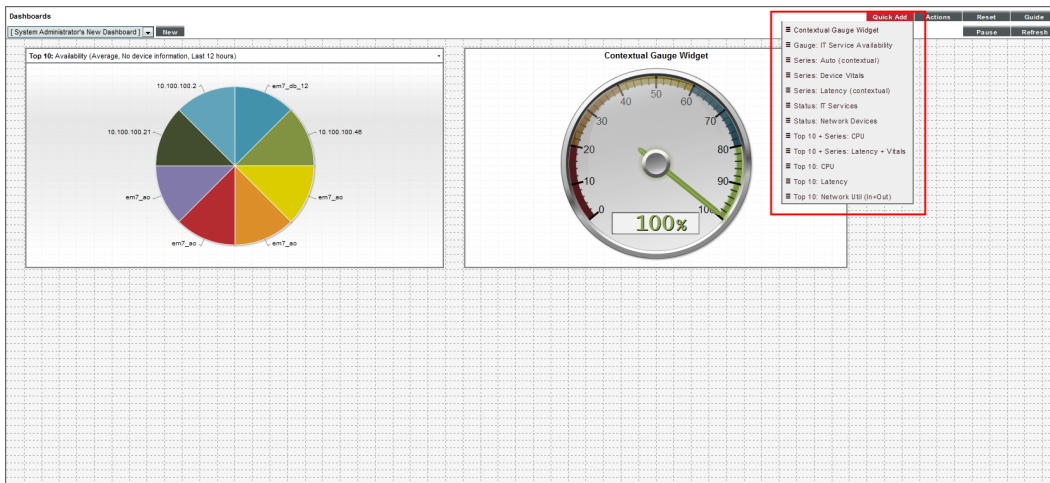 Dashboards
Quick Add Actions Reset Guide
[ System Administrator's New Dashboard ] New
Pause Refresh
Contextual Gauge Widget
Gauge: IT Service Availability
Series: Auto (contextual)
Series: Device Vitals
Series: Latency (contextual)
Status: IT Services
Status: Network Devices
Top 10 + Series: CPU
Top 10 + Series: Latency + Vitals
Top 10: CPU
Top 10: Latency
Top 10: Network Util (In+Out)
Top 10: Availability (Average, No device information, Last 12 hours)
10.100.100.2
em7_db_12
10.100.100.21
10.100.100.46
em7_ao
em7_ao
em7_ao
em7_ao
Contextual Gauge Widget
0
10
20
30
40
50
60
70
80
90
100
100%